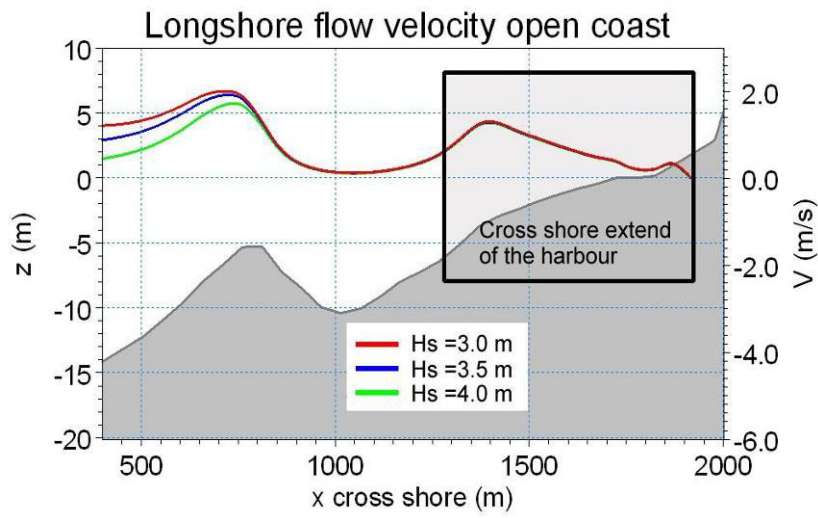 Longshore flow velocity open coast
10
5
0
-5
-10
-15
-20
z (m)
2.0
0.0
-2.0
-4.0
-6.0
V (m/s)
Cross shore extend
of the harbour
Hs =3.0 m
Hs =3.5 m
Hs =4.0 m
500 1000 1500 2000
x cross shore (m)